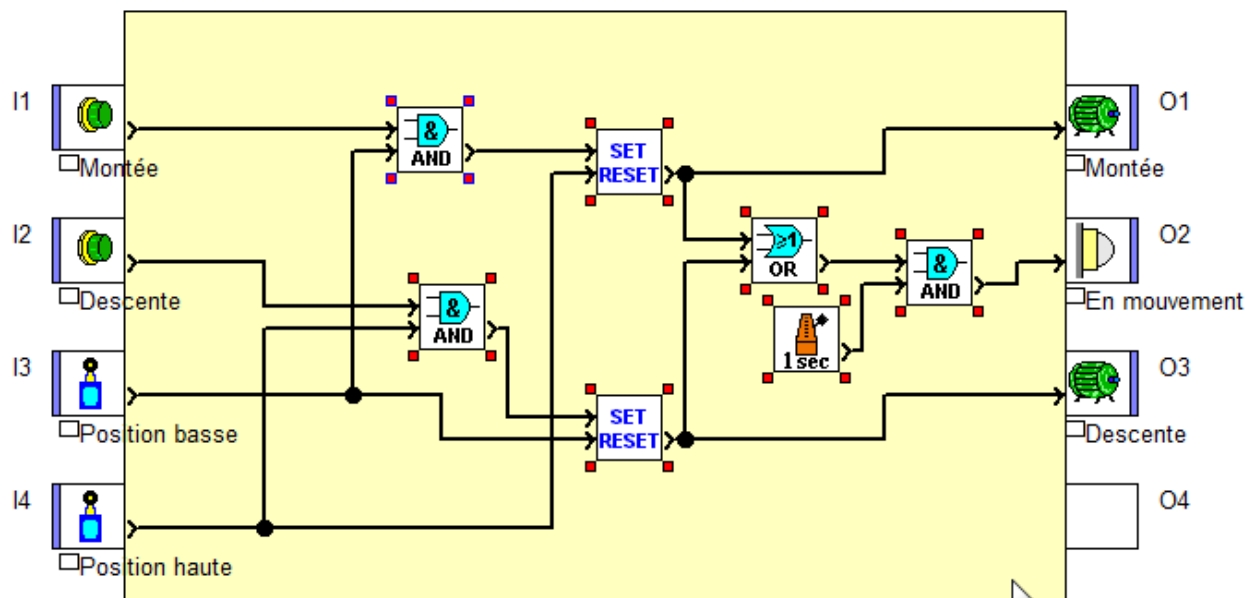 I1
Montée
I2
Descente
I3
Position basse
I4
Position haute
&
AND
&
AND
SET
RESET
SET
RESET
≥1
OR
1 sec
&
AND
O1
Montée
O2
En mouvement
O3
Descente
O4